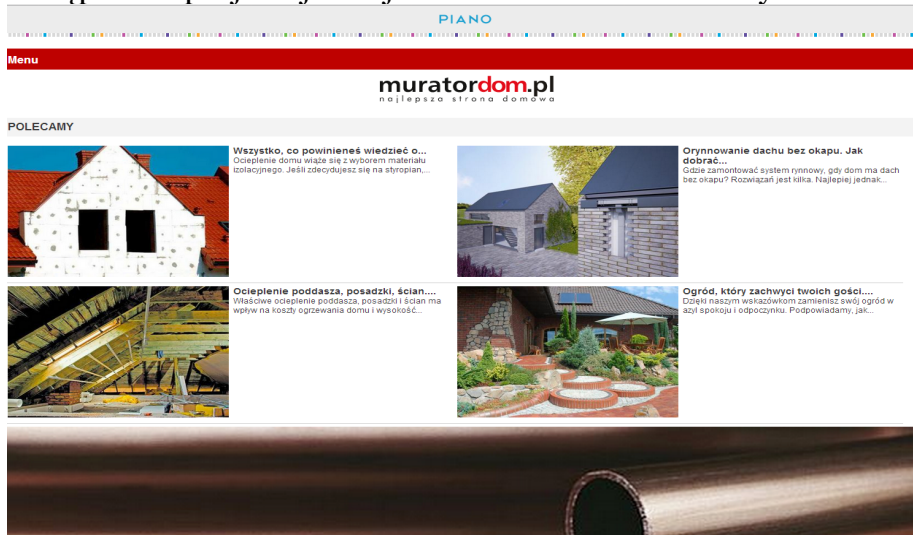 PIANO
Menu
muratordom.pl
najlepsza strona domowa
POLECAMY
Wszystko, co powinieneś wiedzieć o...
Ocieplenie domu wiąże się z wyborem materiału
izolacyjnego. Jeśli zdecydujesz się na styropian,...
Orynnowanie dachu bez okapu. Jak
dobrać...
Gdzie zamontować system rynnowy, gdy dom ma dach
bez okapu? Rozwiązań jest kilka. Najlepiej jednak...
Ocieplenie poddasza, posadzki, ścian....
Właściwe ocieplenie poddasza, posadzki i ścian ma
wpływ na koszty ogrzewania domu i wysokość...
Ogród, który zachwyci twoich gości....
Dzięki naszym wskazówkom zamienisz swój ogród w
azyl spokoju i odpoczynku. Podpowiadamy, jak...